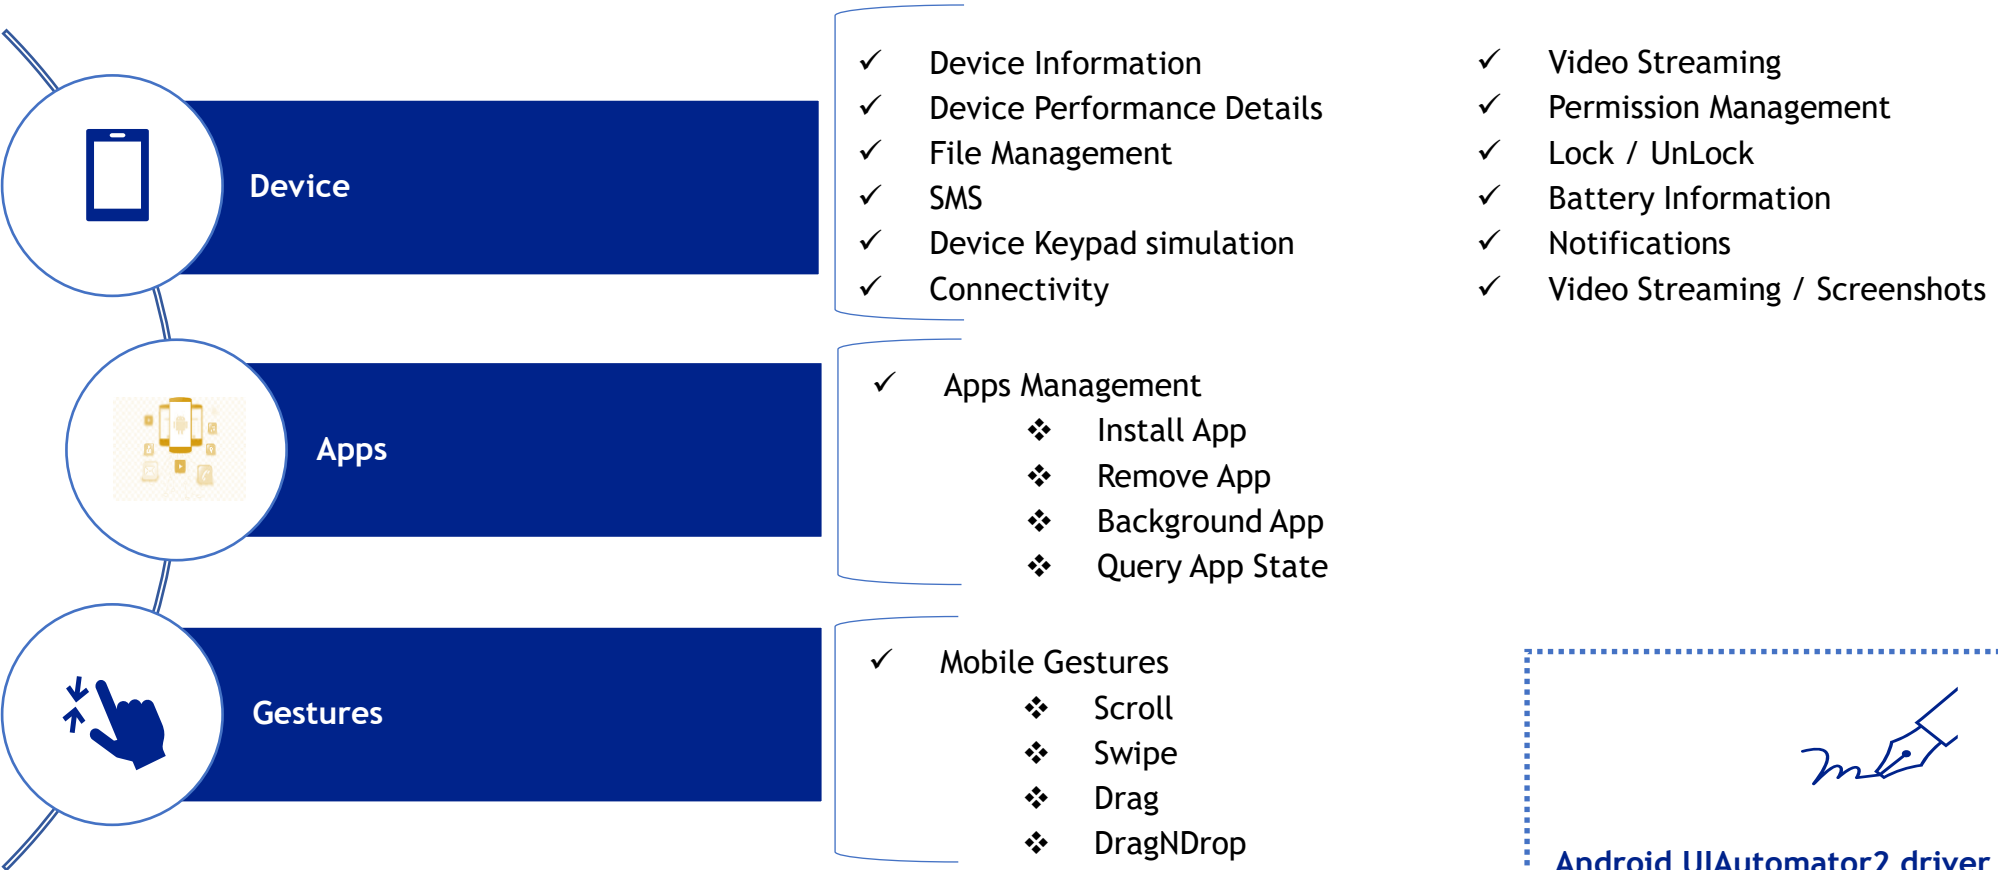 Device
Device Information
Device Performance Details
File Management
SMS
Device Keypad simulation
Connectivity
Video Streaming
Permission Management
Lock / UnLock
Battery Information
Notifications
Video Streaming / Screenshots
Apps
Apps Management
Install App
Remove App
Background App
Query App State
Gestures
Mobile Gestures
Scroll
Swipe
Drag
DragNDrop
Android UIAutomator2 driver